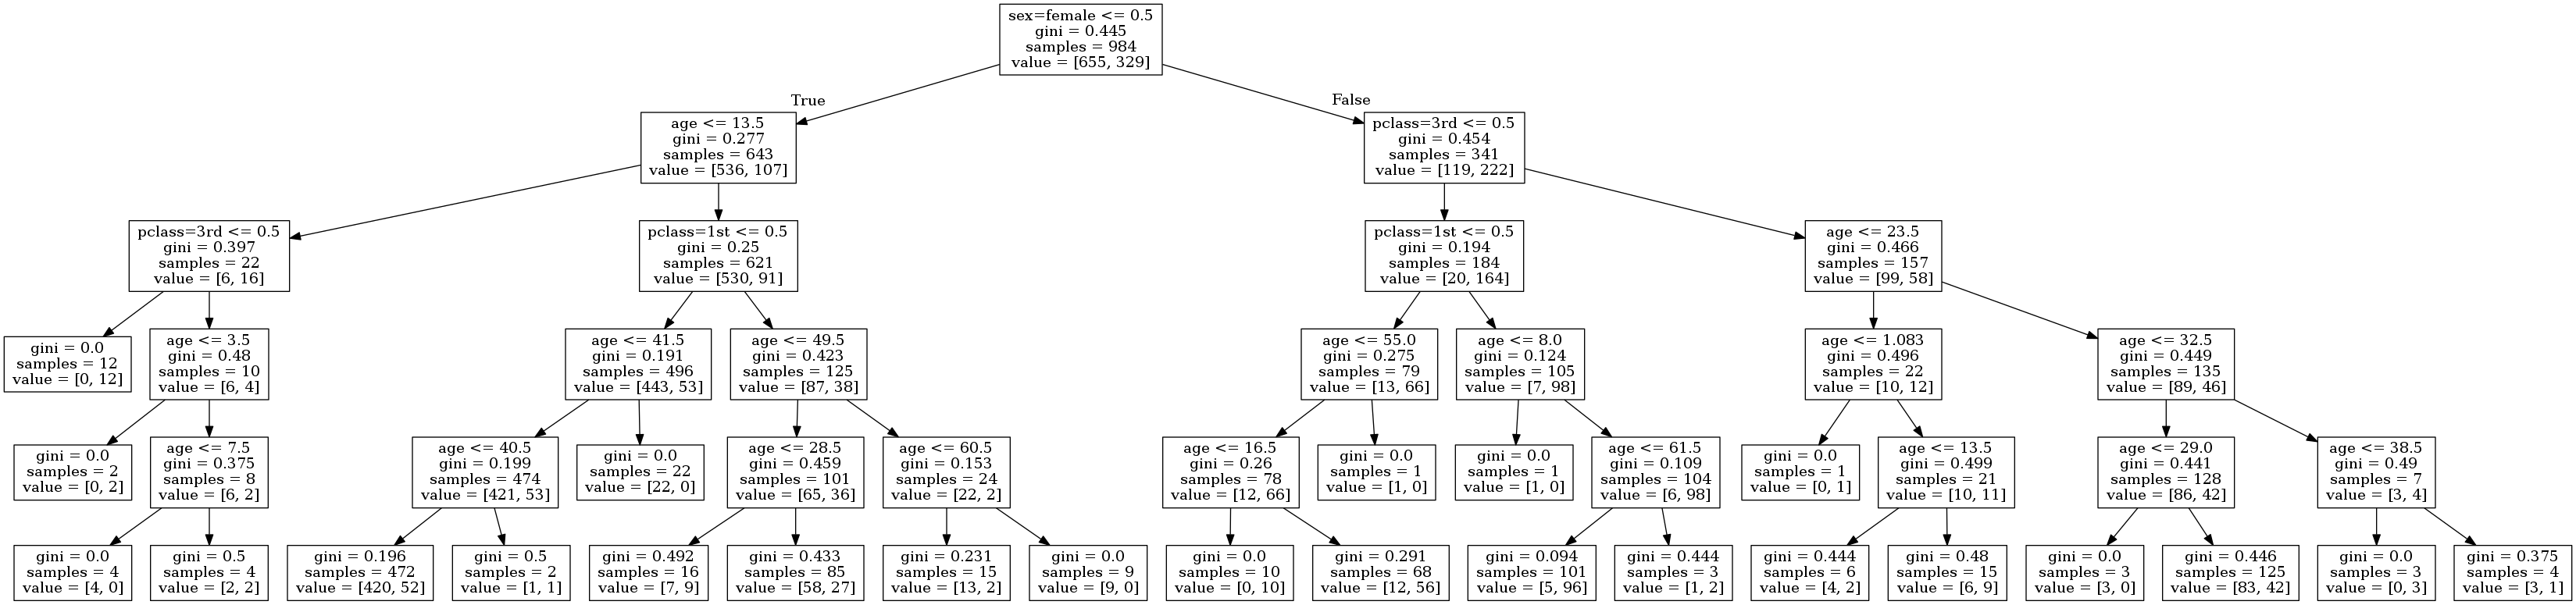 sex=female <= 0.5
gini = 0.445
samples = 984
value = [655, 329]
True
False
age <= 13.5
gini = 0.277
samples = 643
value = [536, 107]
pclass=3rd <= 0.5
gini = 0.454
samples = 341
value = [119, 222]
pclass=3rd <= 0.5
gini = 0.397
samples = 22
value = [6, 16]
pclass=1st <= 0.5
gini = 0.25
samples = 621
value = [530, 91]
pclass=1st <= 0.5
gini = 0.194
samples = 184
value = [20, 164]
age <= 23.5
gini = 0.466
samples = 157
value = [99, 58]
gini = 0.0
samples = 12
value = [0, 12]
age <= 3.5
gini = 0.48
samples = 10
value = [6, 4]
age <= 41.5
gini = 0.191
samples = 496
value = [443, 53]
age <= 49.5
gini = 0.423
samples = 125
value = [87, 38]
age <= 55.0
gini = 0.275
samples = 79
value = [13, 66]
age <= 8.0
gini = 0.124
samples = 105
value = [7, 98]
age <= 1.083
gini = 0.496
samples = 22
value = [10, 12]
age <= 32.5
gini = 0.449
samples = 135
value = [89, 46]
gini = 0.0
samples = 2
value = [0, 2]
age <= 7.5
gini = 0.375
samples = 8
value = [6, 2]
age <= 40.5
gini = 0.199
samples = 474
value = [421, 53]
gini = 0.0
samples = 22
value = [22, 0]
age <= 28.5
gini = 0.459
samples = 101
value = [65, 36]
age <= 60.5
gini = 0.153
samples = 24
value = [22, 2]
age <= 16.5
gini = 0.26
samples = 78
value = [12, 66]
gini = 0.0
samples = 1
value = [1, 0]
gini = 0.0
samples = 1
value = [1, 0]
age <= 61.5
gini = 0.109
samples = 104
value = [6, 98]
gini = 0.0
samples = 1
value = [0, 1]
age <= 13.5
gini = 0.499
samples = 21
value = [10, 11]
age <= 29.0
gini = 0.441
samples = 128
value = [86, 42]
age <= 38.5
gini = 0.49
samples = 7
value = [3, 4]
gini = 0.0
samples = 4
value = [4, 0]
gini = 0.5
samples = 4
value = [2, 2]
gini = 0.196
samples = 472
value = [420, 52]
gini = 0.5
samples = 2
value = [1, 1]
gini = 0.492
samples = 16
value = [7, 9]
gini = 0.433
samples = 85
value = [58, 27]
gini = 0.231
samples = 15
value = [13, 2]
gini = 0.0
samples = 9
value = [9, 0]
gini = 0.0
samples = 10
value = [0, 10]
gini = 0.291
samples = 68
value = [12, 56]
gini = 0.094
samples = 101
value = [5, 96]
gini = 0.444
samples = 3
value = [1, 2]
gini = 0.444
samples = 6
value = [4, 2]
gini = 0.48
samples = 15
value = [6, 9]
gini = 0.0
samples = 3
value = [3, 0]
gini = 0.446
samples = 125
value = [83, 42]
gini = 0.0
samples = 3
value = [0, 3]
gini = 0.375
samples = 4
value = [3, 1]